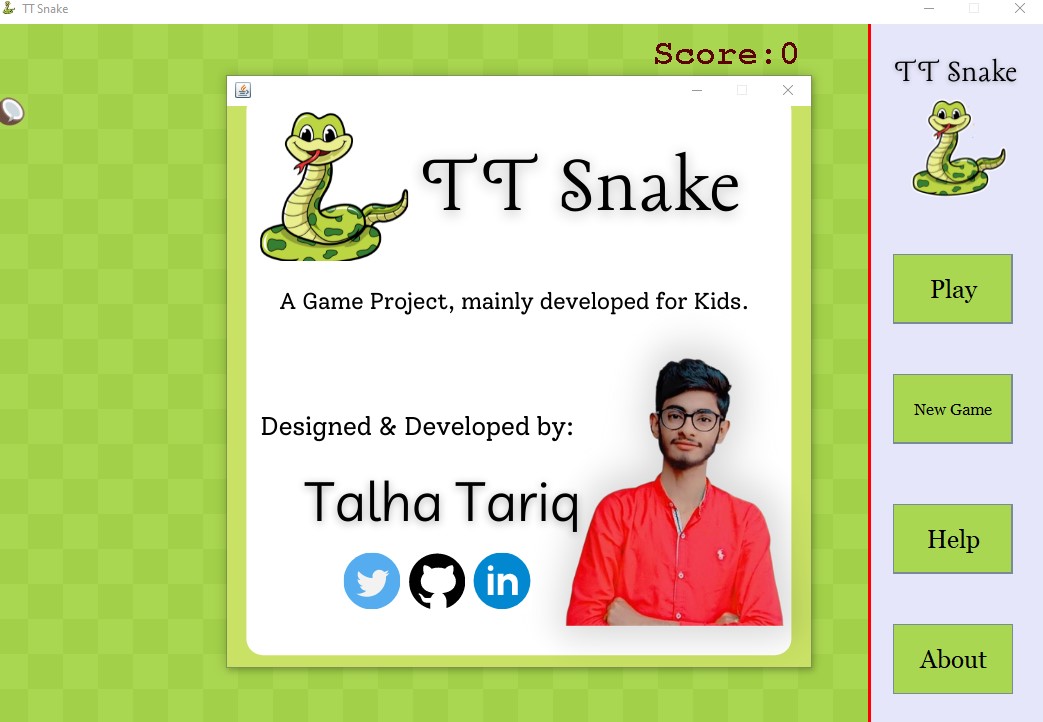 TT Snake
Score:0
TT Snake
A Game Project, mainly developed for Kids.
Designed & Developed by:
Talha Tariq
in
TT Snake
Play
New Game
Help
About